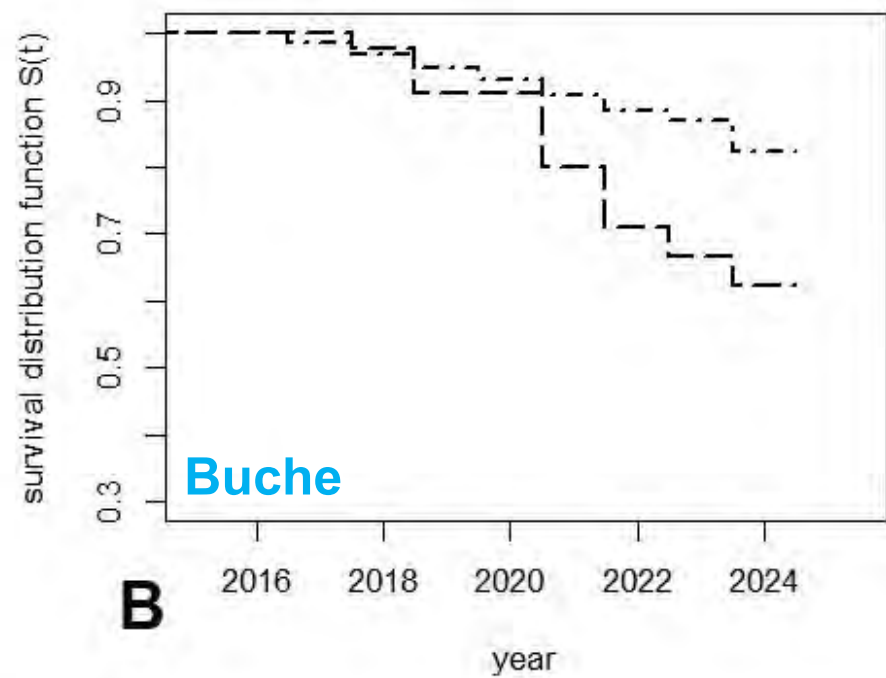 survival distribution function S(t)
0.9
0.7
0.5
0.3
Buche
2016 2018 2020 2022 2024
B
year